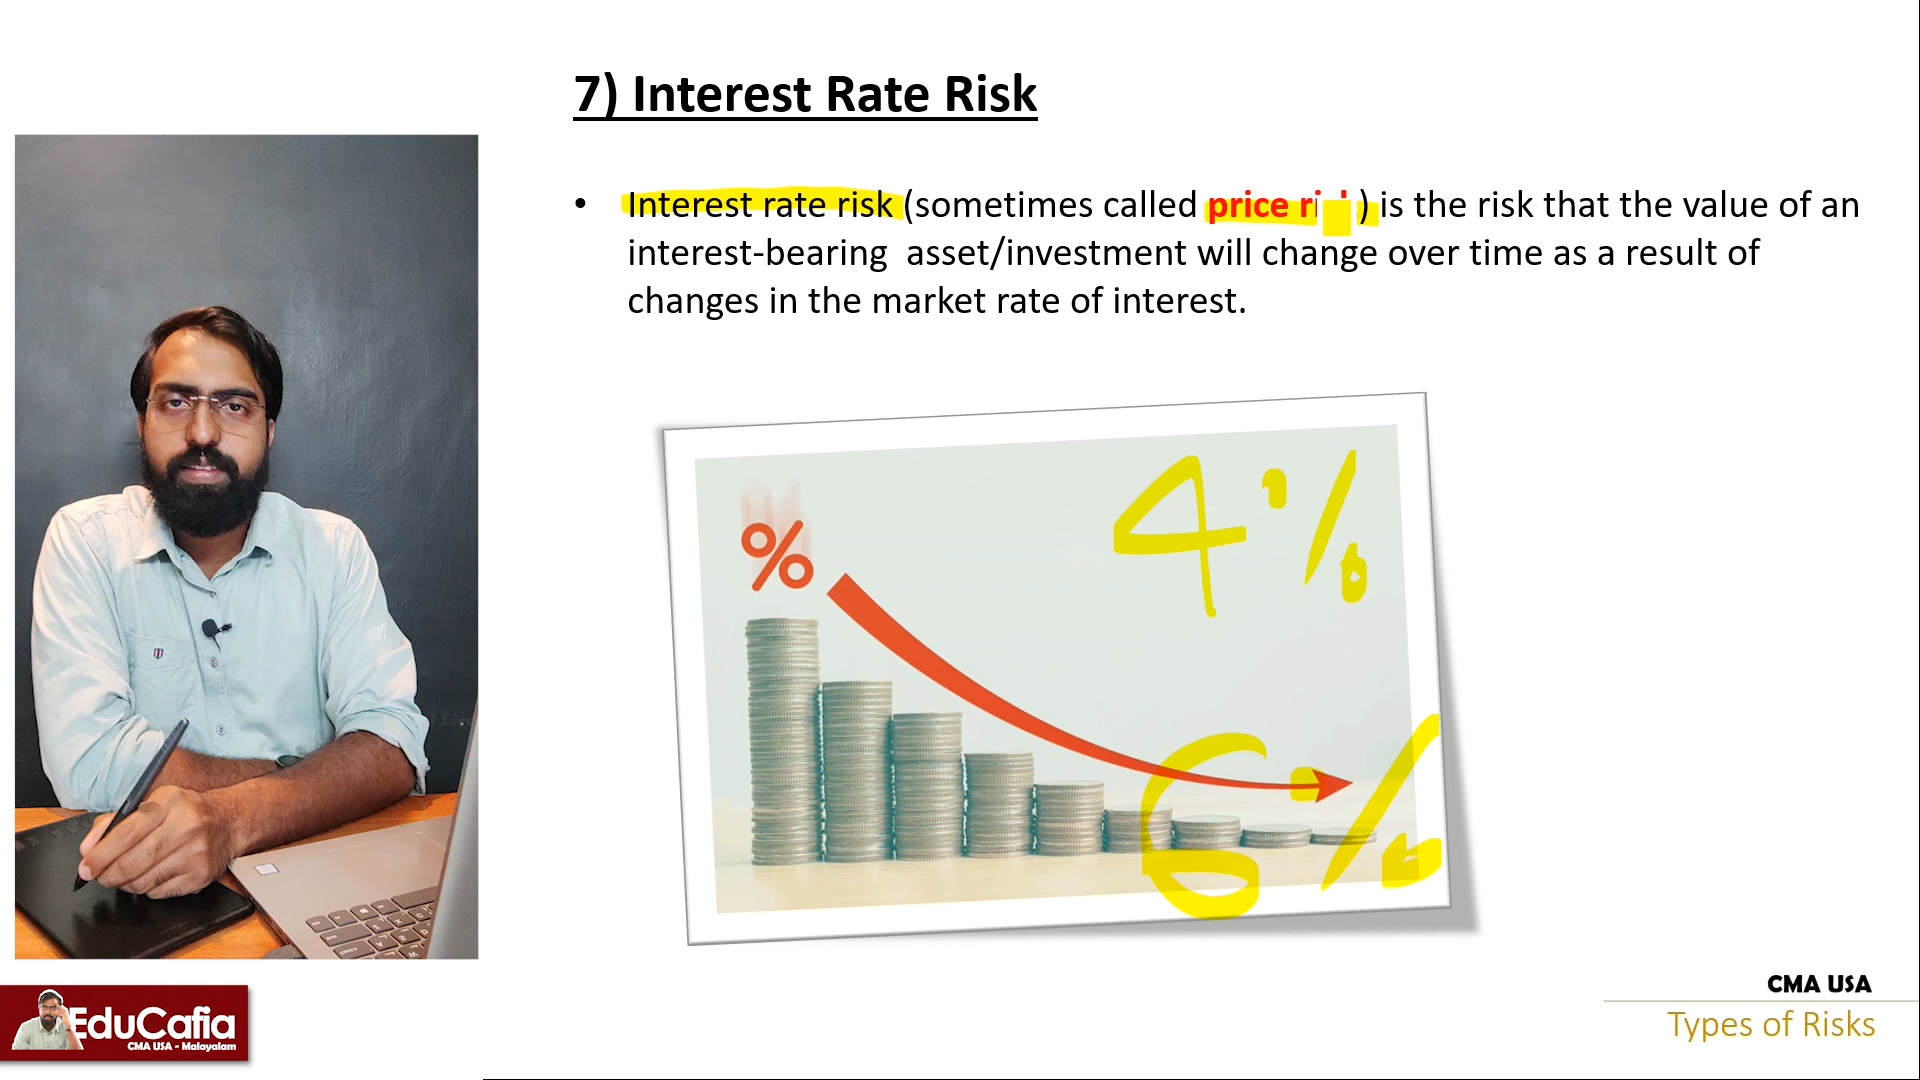 7) Interest Rate Risk
• Interest rate risk (sometimes called price ri ) is the risk that the value of an
interest-bearing asset/investment will change over time as a result of
changes in the market rate of interest.
4%
%
6%
CMA USA
Types of Risks
EduCafia
CMA USA - Malayalam